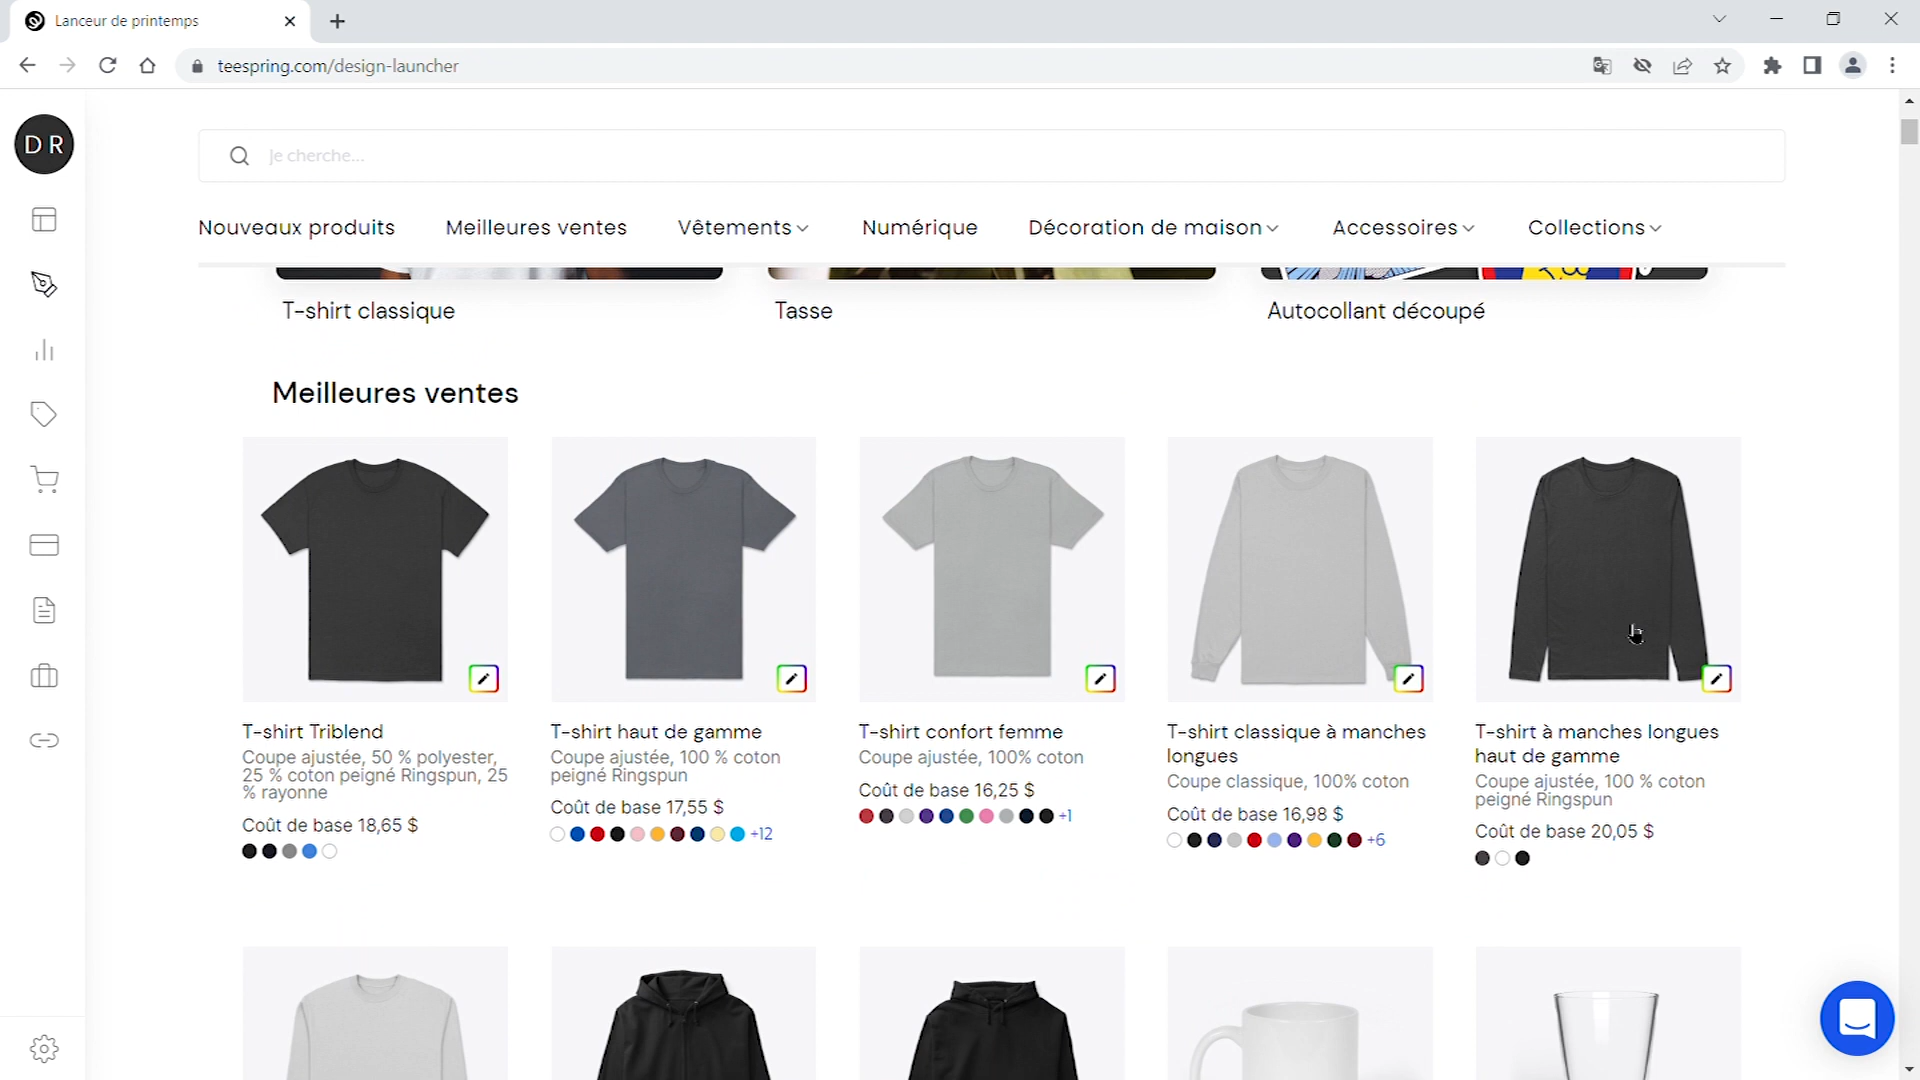 Lanceur de printemps
teespring.com/design-launcher
D R
Je cherche...
Nouveaux produits Meilleures ventes Vêtements Numérique Décoration de maison Accessoires Collections
T-shirt classique Tasse Autocollant découpé
Meilleures ventes
T-shirt Triblend
Coupe ajustée, 50 % polyester,
25 % coton peigné Ringspun, 25
% rayonne
Coût de base 18,65 $
T-shirt haut de gamme
Coupe ajustée, 100 % coton
peigné Ringspun
Coût de base 17,55 $
+12
T-shirt confort femme
Coupe ajustée, 100% coton
Coût de base 16,25 $
+1
T-shirt classique à manches
longues
Coupe classique, 100% coton
Coût de base 16,98 $
+6
T-shirt à manches longues
haut de gamme
Coupe ajustée, 100 % coton
peigné Ringspun
Coût de base 20,05 $